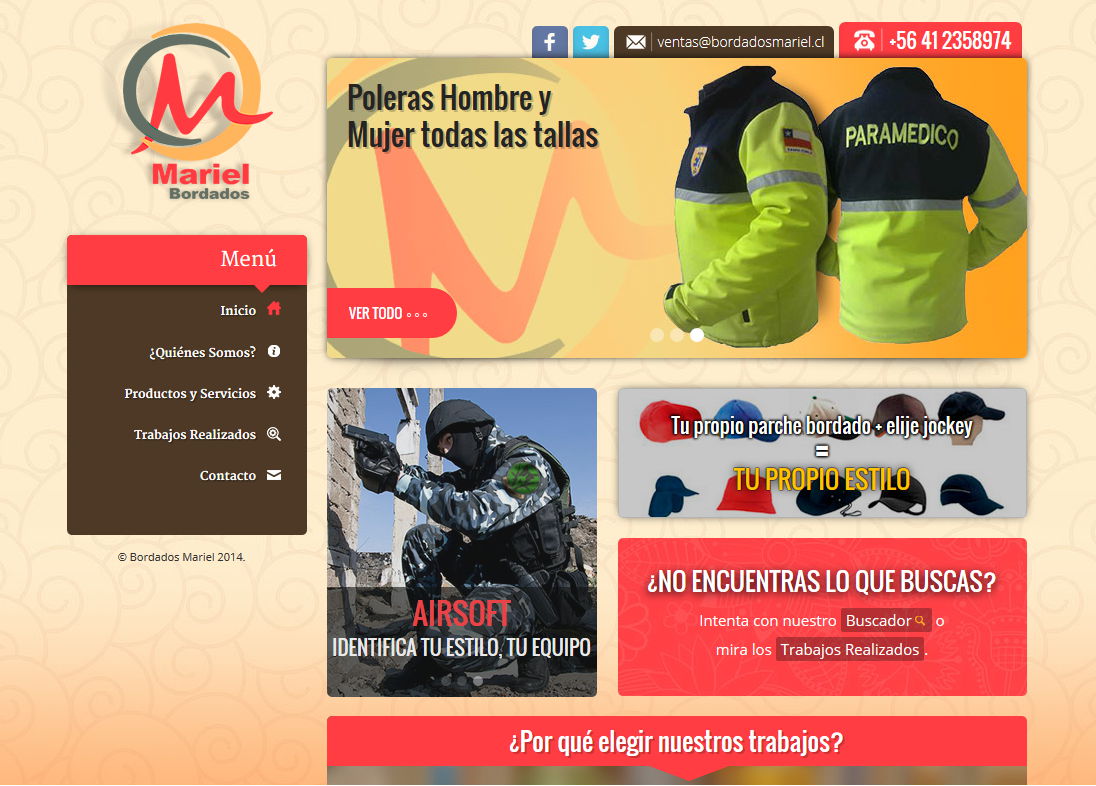 Mariel
Bordados
ventas@bordadosmariel.cl
+56 41 2358974
Poleras Hombre y
Mujer todas las tallas
PARAMEDICO
VER TODO
Menú
Inicio
¿Quiénes Somos?
Productos y Servicios
Trabajos Realizados
Contacto
© Bordados Mariel 2014.
AIRSOFT
IDENTIFICA TU ESTILO, TU EQUIPO
Tu propio parche bordado + elije jockey
=
TU PROPIO ESTILO
¿NO ENCUENTRAS LO QUE BUSCAS?
Intenta con nuestro Buscador o
mira los Trabajos Realizados .
¿Por qué elegir nuestros trabajos?